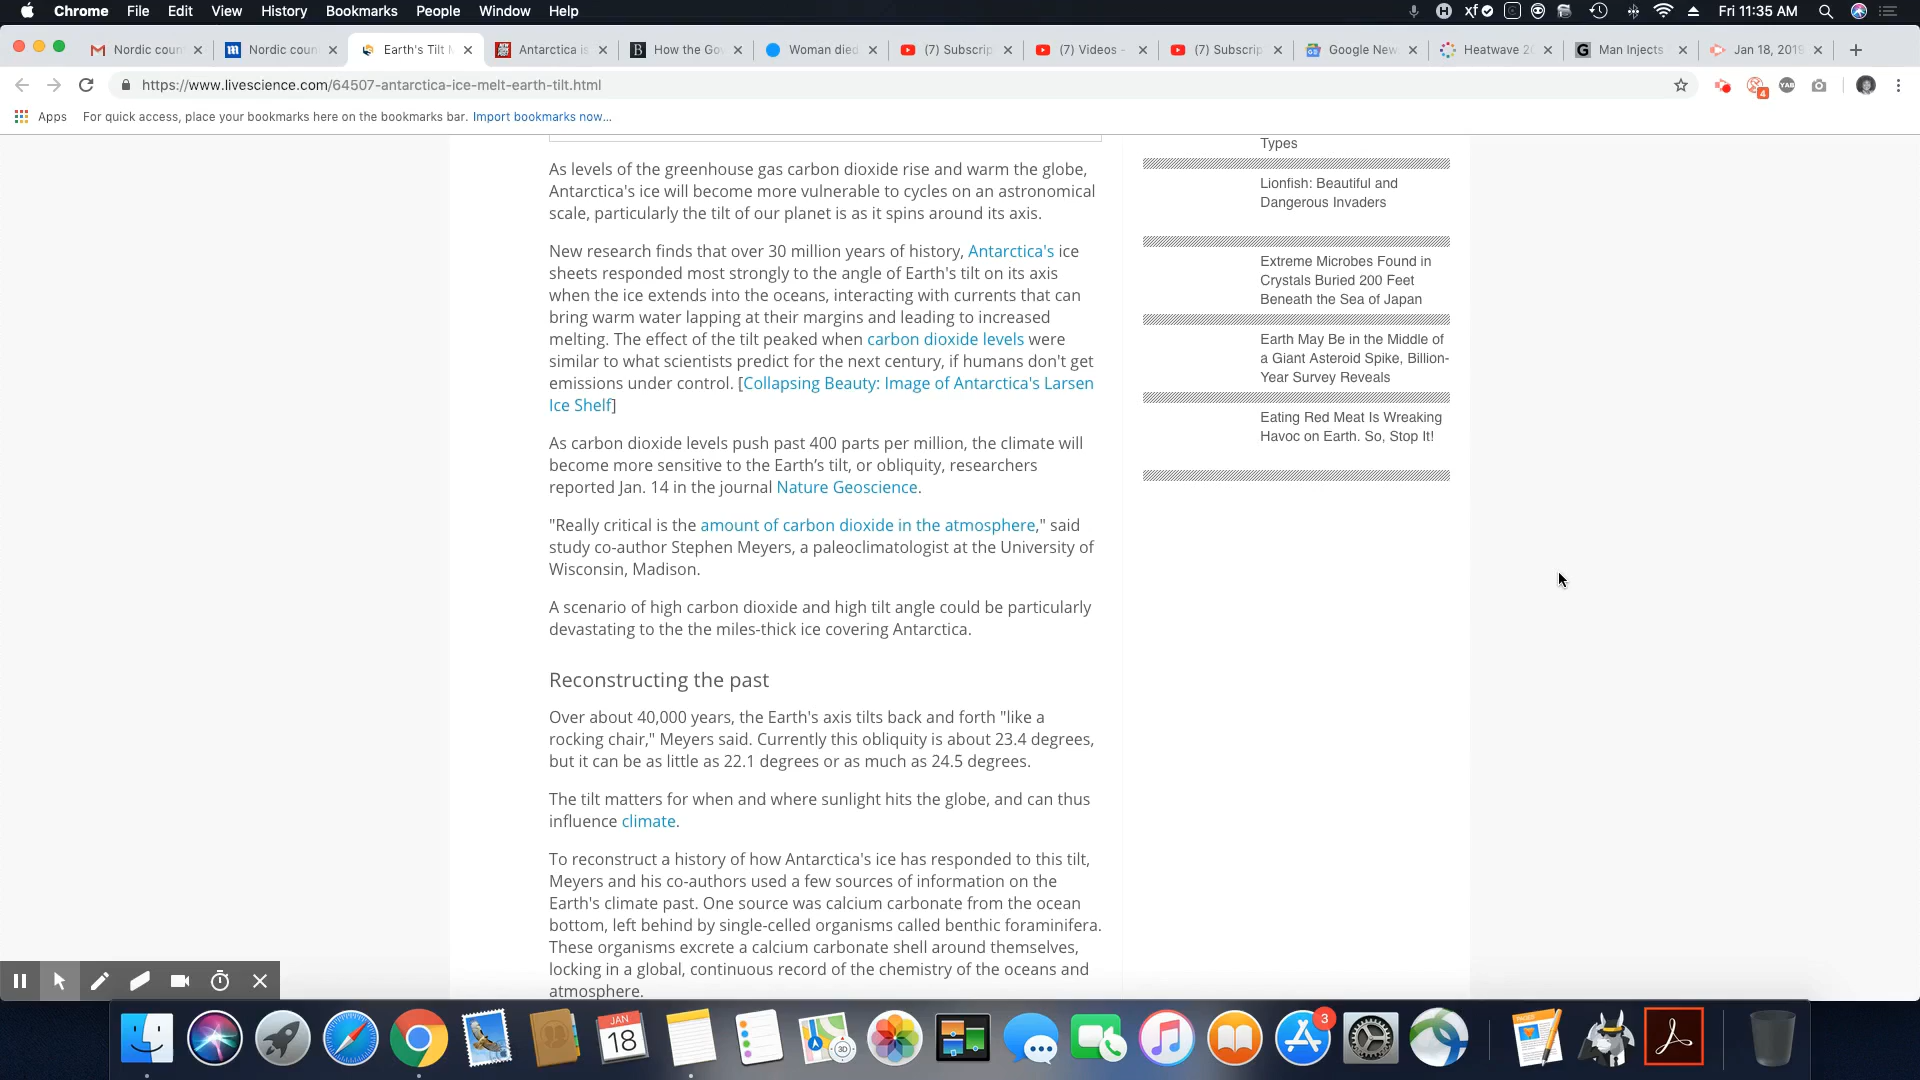 Chrome File Edit View History Bookmarks People Window Help Fri 11:35 AM
Nordic coun Nordic coun Earth's Tilt M Antarctica is How the Gov Woman died (7) Subscrip (7) Videos - (7) Subscrip Google New Heatwave 20 Man Injects Jan 18, 2019
https://www.livescience.com/64507-antarctica-ice-melt-earth-tilt.html
4
Apps For quick access, place your bookmarks here on the bookmarks bar. Import bookmarks now...
As levels of the greenhouse gas carbon dioxide rise and warm the globe,
Antarctica's ice will become more vulnerable to cycles on an astronomical
scale, particularly the tilt of our planet is as it spins around its axis.
New research finds that over 30 million years of history, Antarctica's ice
sheets responded most strongly to the angle of Earth's tilt on its axis
when the ice extends into the oceans, interacting with currents that can
bring warm water lapping at their margins and leading to increased
melting. The effect of the tilt peaked when carbon dioxide levels were
similar to what scientists predict for the next century, if humans don't get
emissions under control. [Collapsing Beauty: Image of Antarctica's Larsen
Ice Shelf]
As carbon dioxide levels push past 400 parts per million, the climate will
become more sensitive to the Earth’s tilt, or obliquity, researchers
reported Jan. 14 in the journal Nature Geoscience.
"Really critical is the amount of carbon dioxide in the atmosphere," said
study co-author Stephen Meyers, a paleoclimatologist at the University of
Wisconsin, Madison.
A scenario of high carbon dioxide and high tilt angle could be particularly
devastating to the the miles-thick ice covering Antarctica.
Reconstructing the past
Over about 40,000 years, the Earth's axis tilts back and forth "like a
rocking chair," Meyers said. Currently this obliquity is about 23.4 degrees,
but it can be as little as 22.1 degrees or as much as 24.5 degrees.
The tilt matters for when and where sunlight hits the globe, and can thus
influence climate.
To reconstruct a history of how Antarctica's ice has responded to this tilt,
Meyers and his co-authors used a few sources of information on the
Earth's climate past. One source was calcium carbonate from the ocean
bottom, left behind by single-celled organisms called benthic foraminifera.
These organisms excrete a calcium carbonate shell around themselves,
locking in a global, continuous record of the chemistry of the oceans and
atmosphere.
Types
Lionfish: Beautiful and
Dangerous Invaders
Extreme Microbes Found in
Crystals Buried 200 Feet
Beneath the Sea of Japan
Earth May Be in the Middle of
a Giant Asteroid Spike, Billion-
Year Survey Reveals
Eating Red Meat Is Wreaking
Havoc on Earth. So, Stop It!
JAN
18
3D
3
PAGES